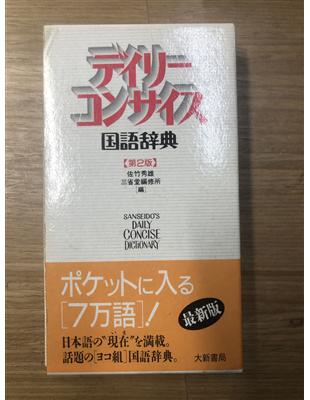 デイリー
コンサイス
国語辞典
【第2版】
佐竹秀雄
三省堂編修所
[編]
SANSEIDO'S
DAILY
CONCISE
DICTIONARY
ポケットに入る
[7万語]!
最新版
日本語の"現在"を満載。
話題の[ヨコ組]国語辞典。
大新書局